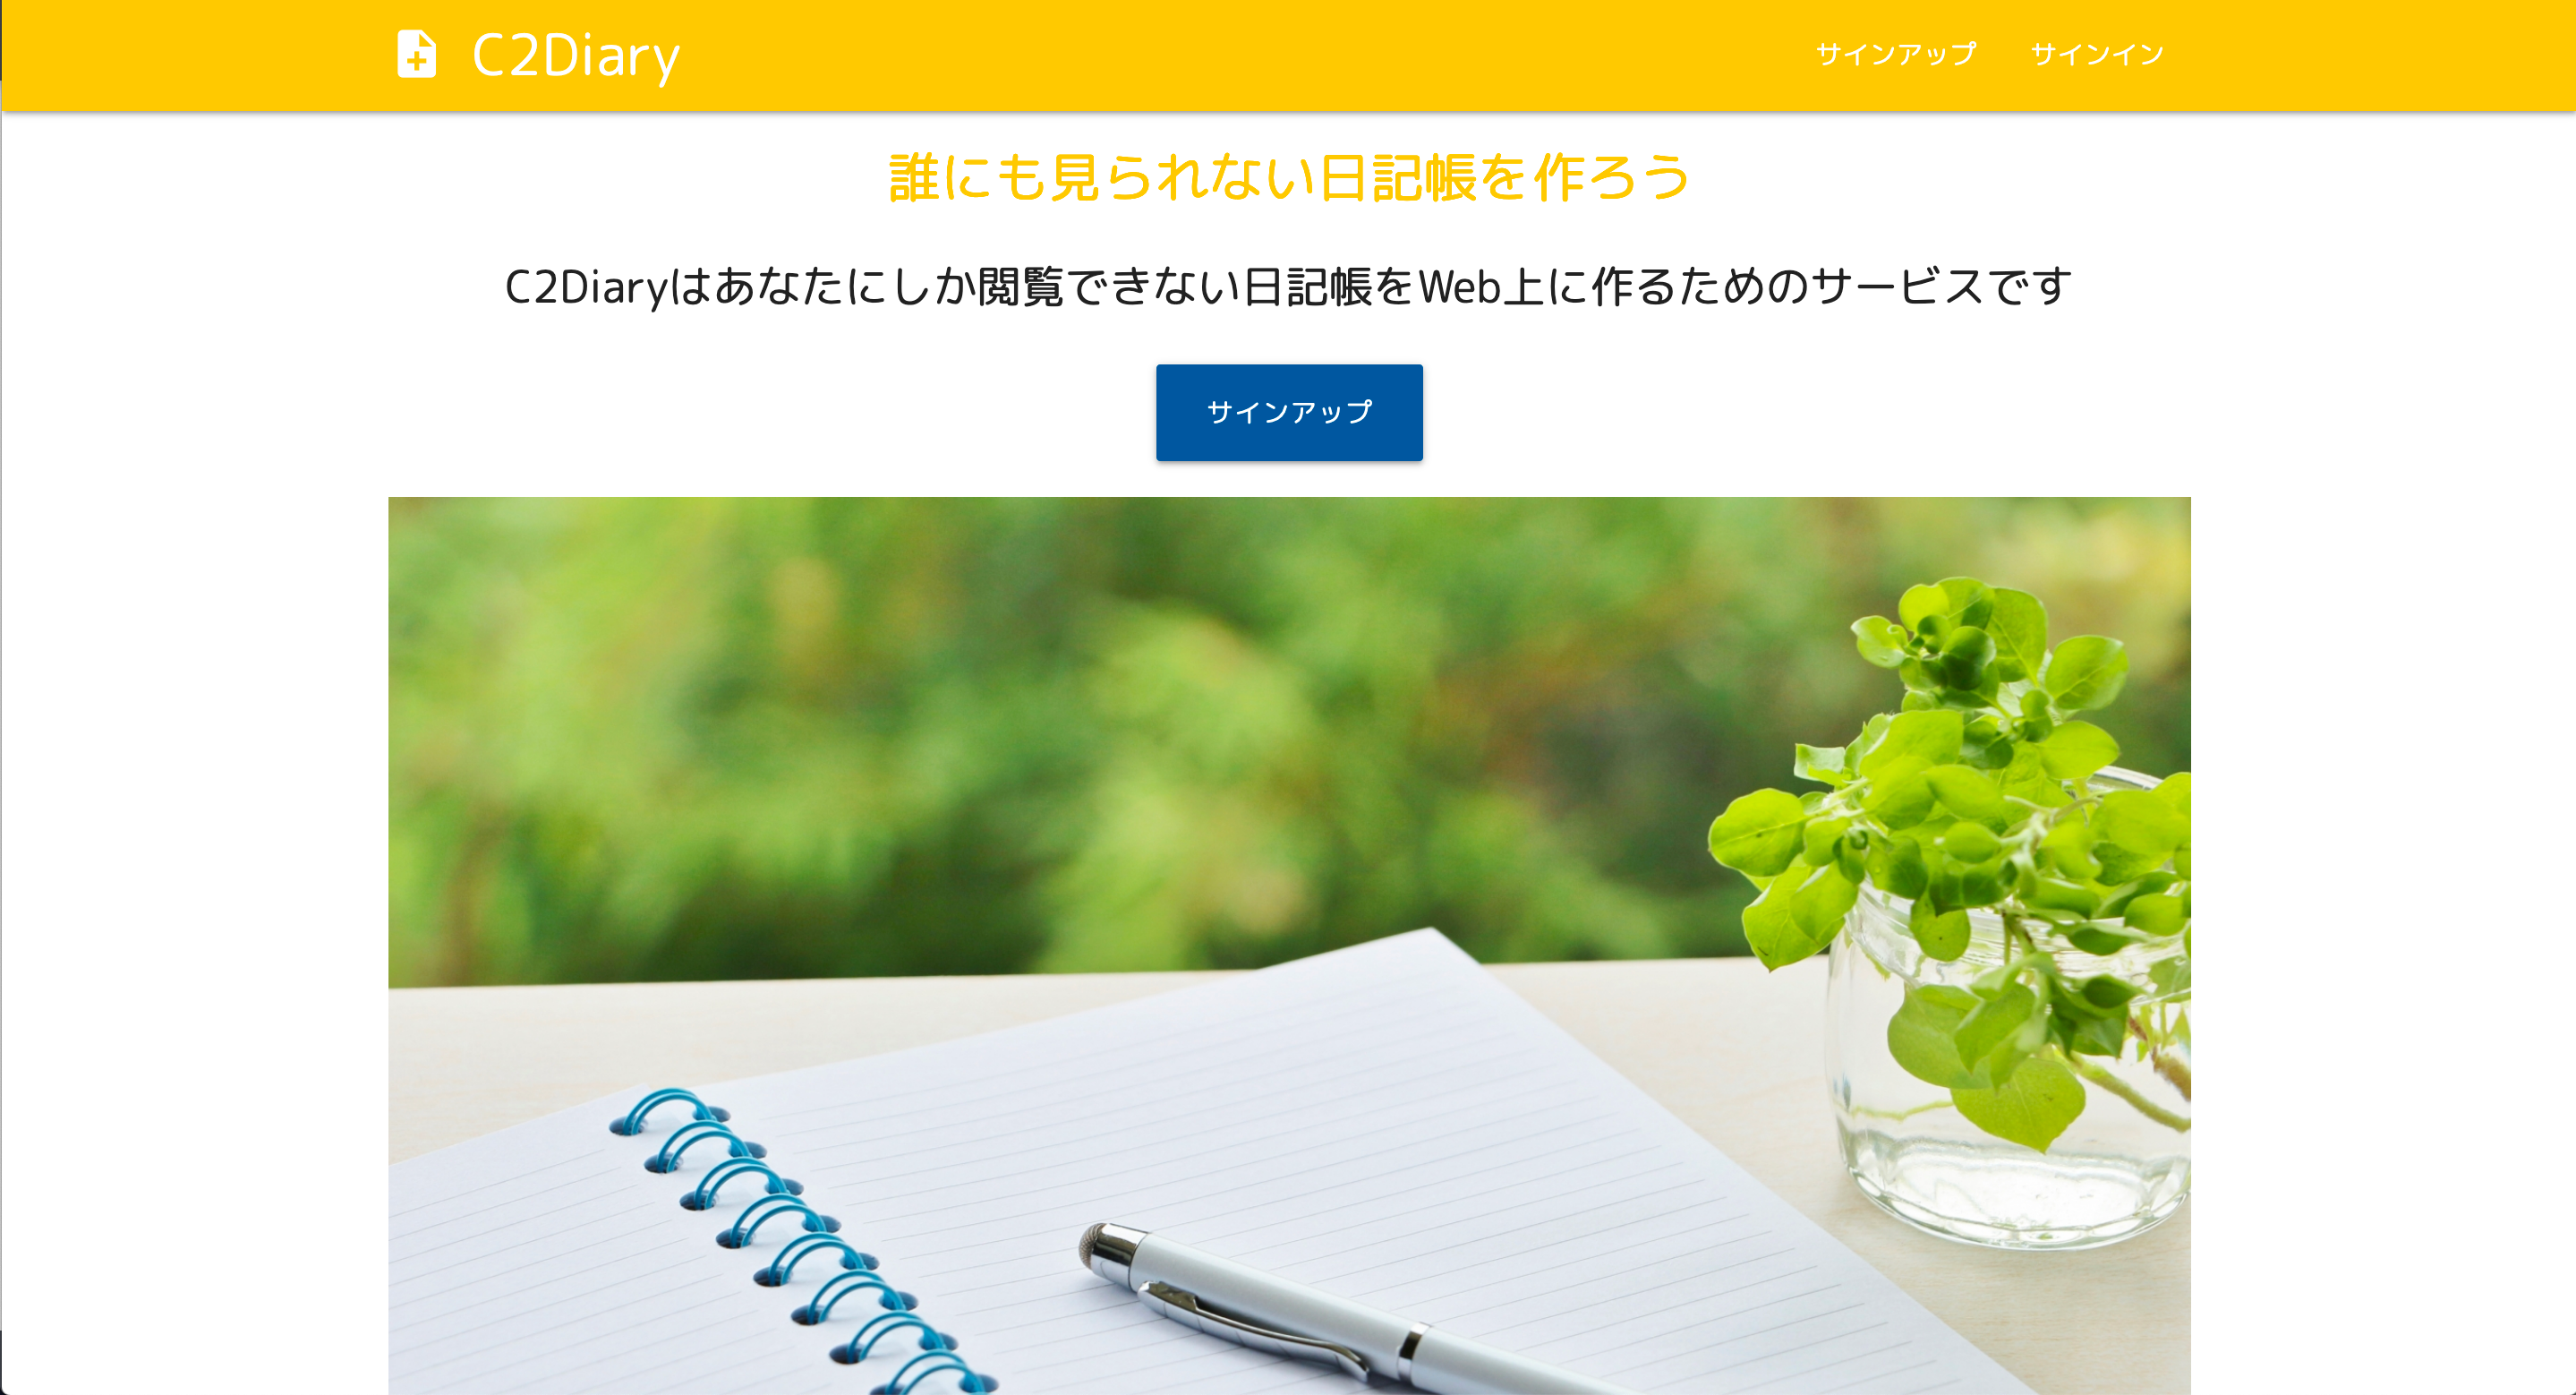 C2Diary
サインアップ
サインイン
誰にも見られない日記帳を作ろう
C2Diaryはあなたにしか閲覧できない日記帳をWeb上に作るためのサービスです
サインアップ